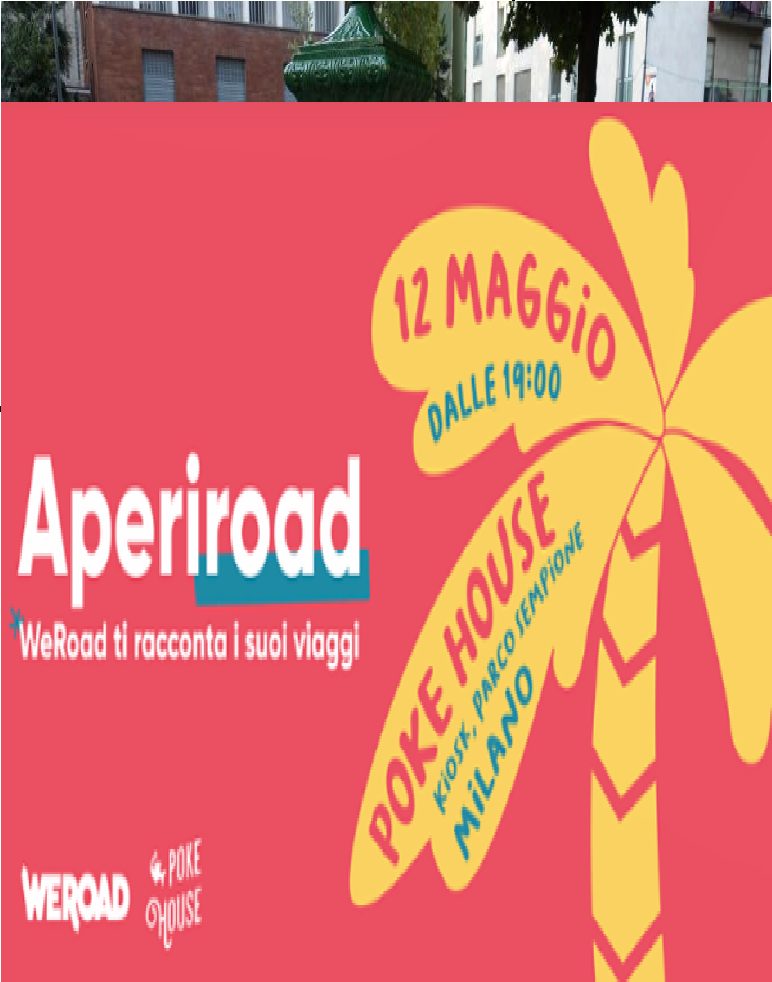 12 MAGGiO
DALLE 19:00
Aperiroad
WeRoad ti racconta i suoi viaggi
POKE HOUSE
KiOSK, PARCO SEMPiONE
MiLANO
WEROAD
POKE
HOUSE